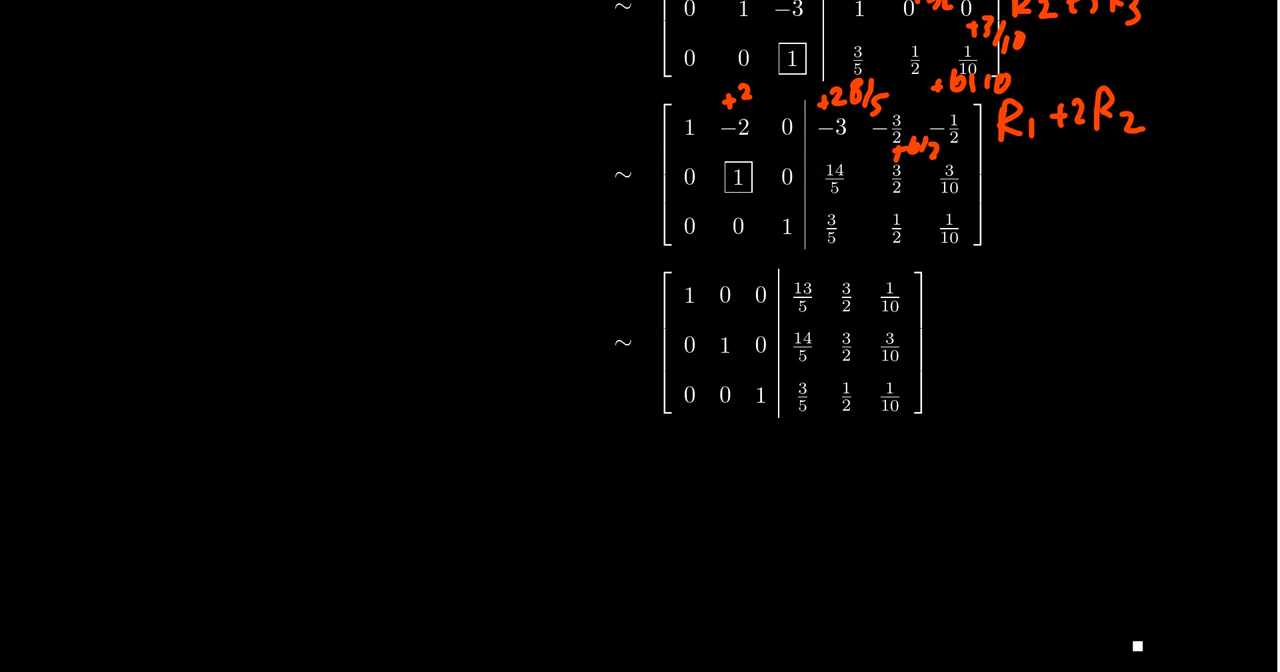 ∼ 0 1 −3 | 1 0 0 R2 +3R3
+3/10
0 0 1 | 3/5 1/2 1/10
+2 +28/5 +6/10
1 −2 0 | −3 −3/2 −1/2 R1 +2R2
∼ 0 1 0 | 14/5 3/2 3/10
0 0 1 | 3/5 1/2 1/10
1 0 0 | 13/5 3/2 1/10
∼ 0 1 0 | 14/5 3/2 3/10
0 0 1 | 3/5 1/2 1/10